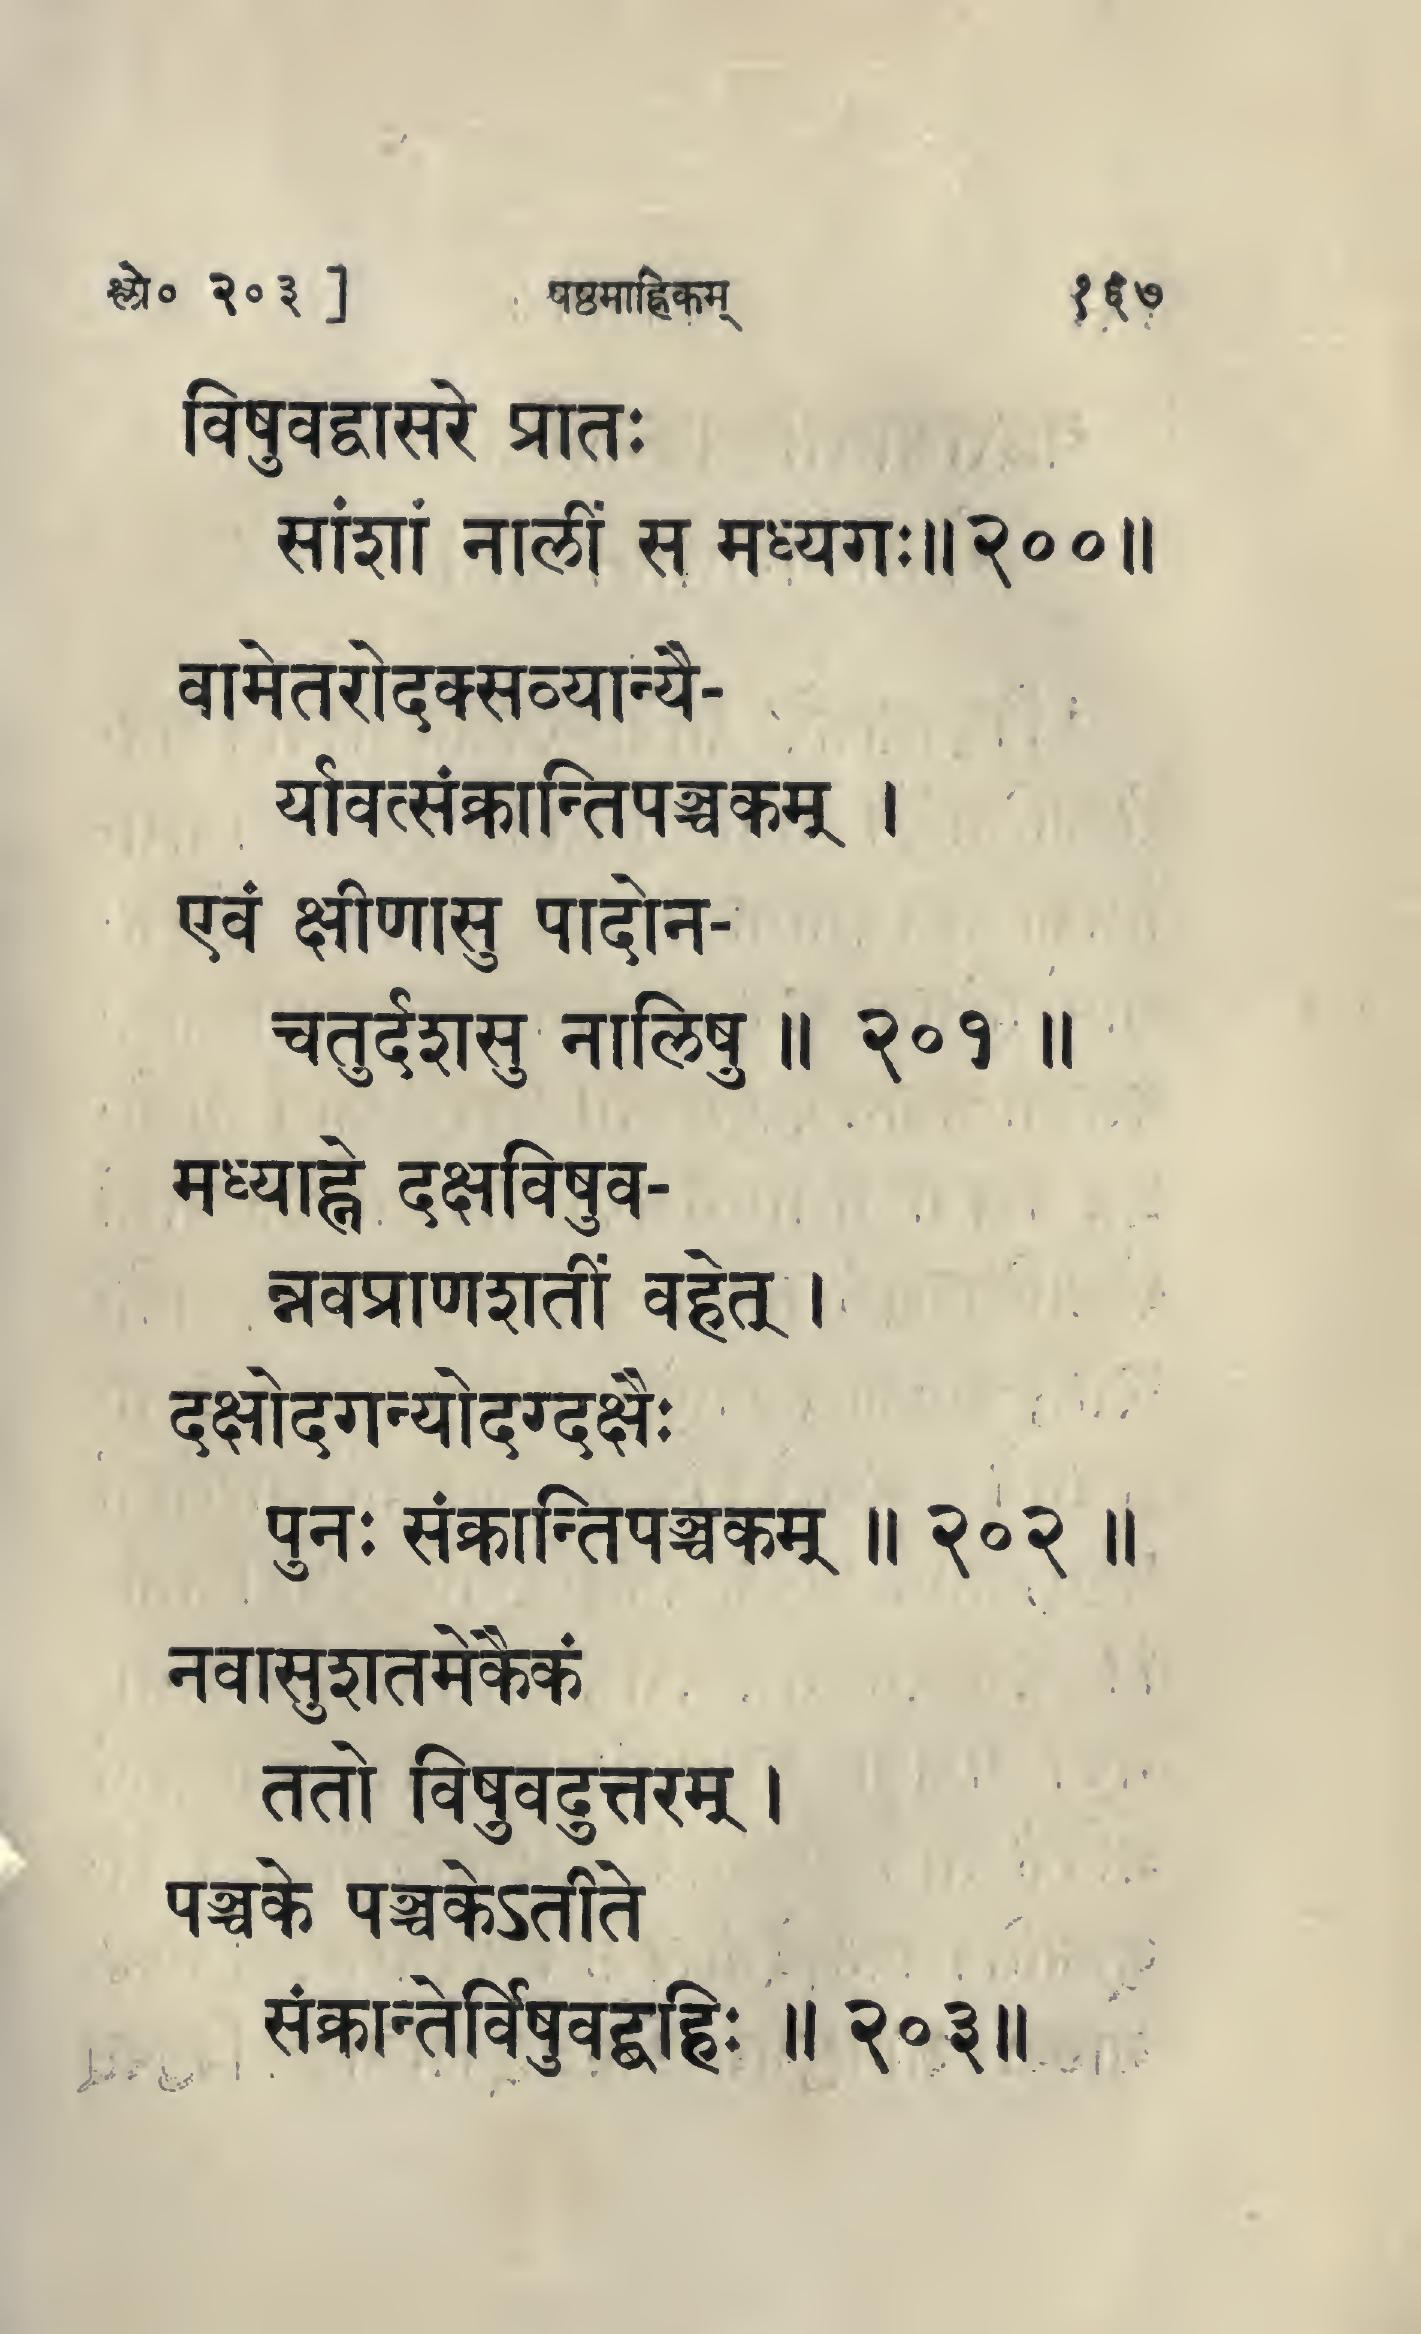 श्लो० २०३ ] षष्ठमाह्निकम् १६७
विषुवद्वासरे प्रातः
सांशां नालीं स मध्यगः॥२००॥
वामेतरोदक्सव्यान्यै-
र्यावत्संक्रान्तिपञ्चकम् ।
एवं क्षीणासु पादोन-
चतुर्दशसु नालिषु ॥ २०१ ॥
मध्याह्ने दक्षविषुव-
न्नवप्राणशतीं वहेत् ।
दक्षोदगन्योदग्दक्षैः
पुनः संक्रान्तिपञ्चकम् ॥ २०२ ॥
नवासुशतमेकैकं
ततो विषुवदुत्तरम् ।
पञ्चके पञ्चकेऽतीते
संक्रान्तेर्विषुवद्बहिः ॥ २०३॥